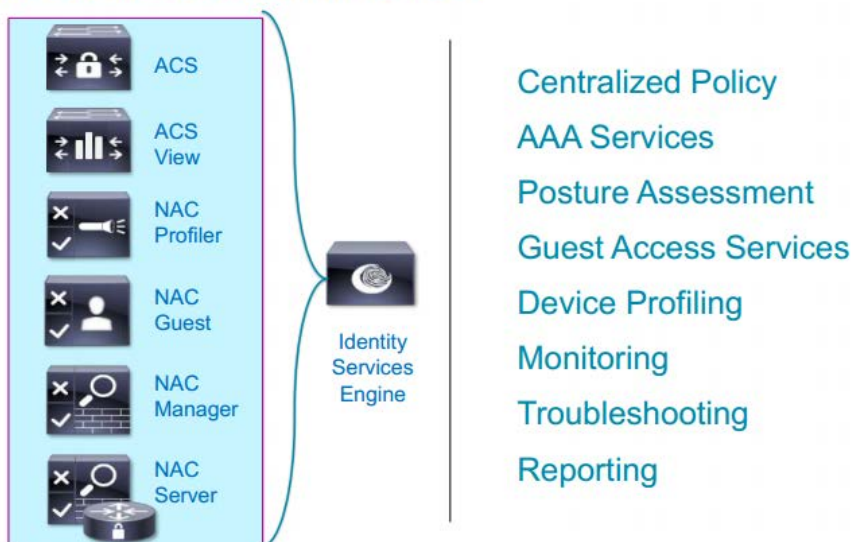 ACS
ACS
View
NAC
Profiler
NAC
Guest
NAC
Manager
NAC
Server
Identity
Services
Engine
Centralized Policy
AAA Services
Posture Assessment
Guest Access Services
Device Profiling
Monitoring
Troubleshooting
Reporting